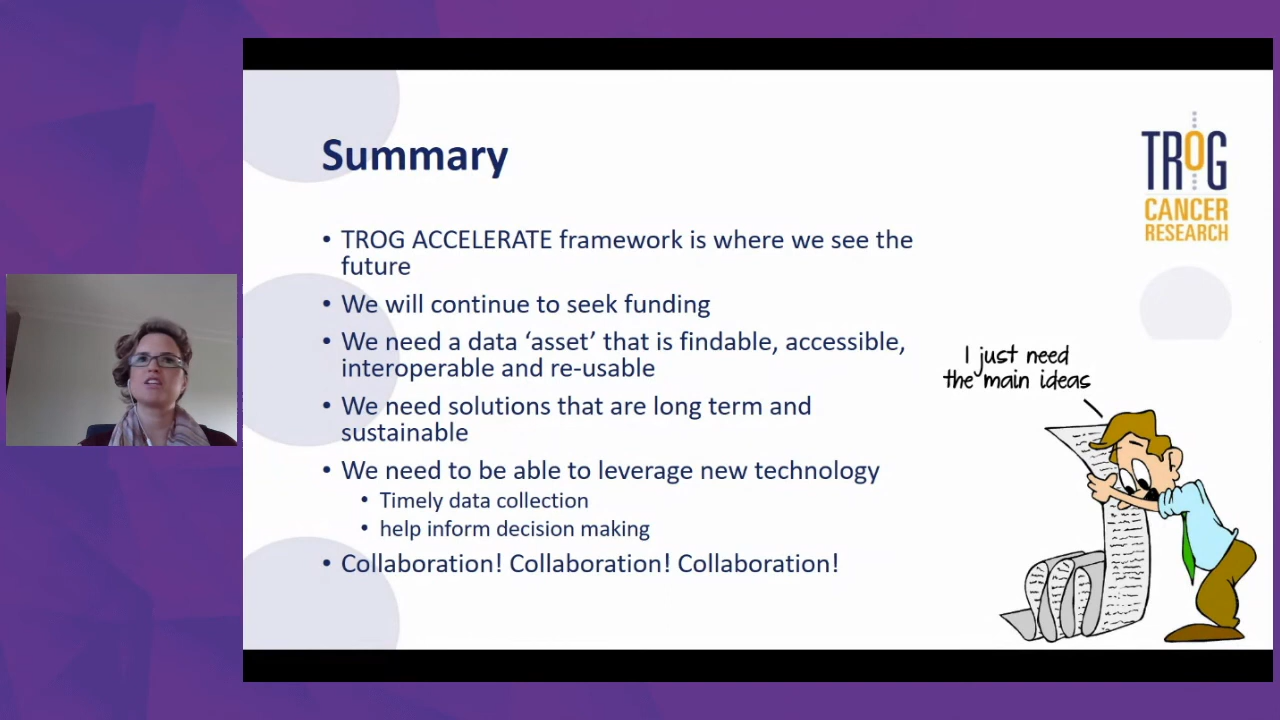 Summary
TROG
CANCER
RESEARCH
• TROG ACCELERATE framework is where we see the
future
• We will continue to seek funding
• We need a data ‘asset’ that is findable, accessible,
interoperable and re-usable
• We need solutions that are long term and
sustainable
• We need to be able to leverage new technology
• Timely data collection
• help inform decision making
• Collaboration! Collaboration! Collaboration!
I just need
the main ideas